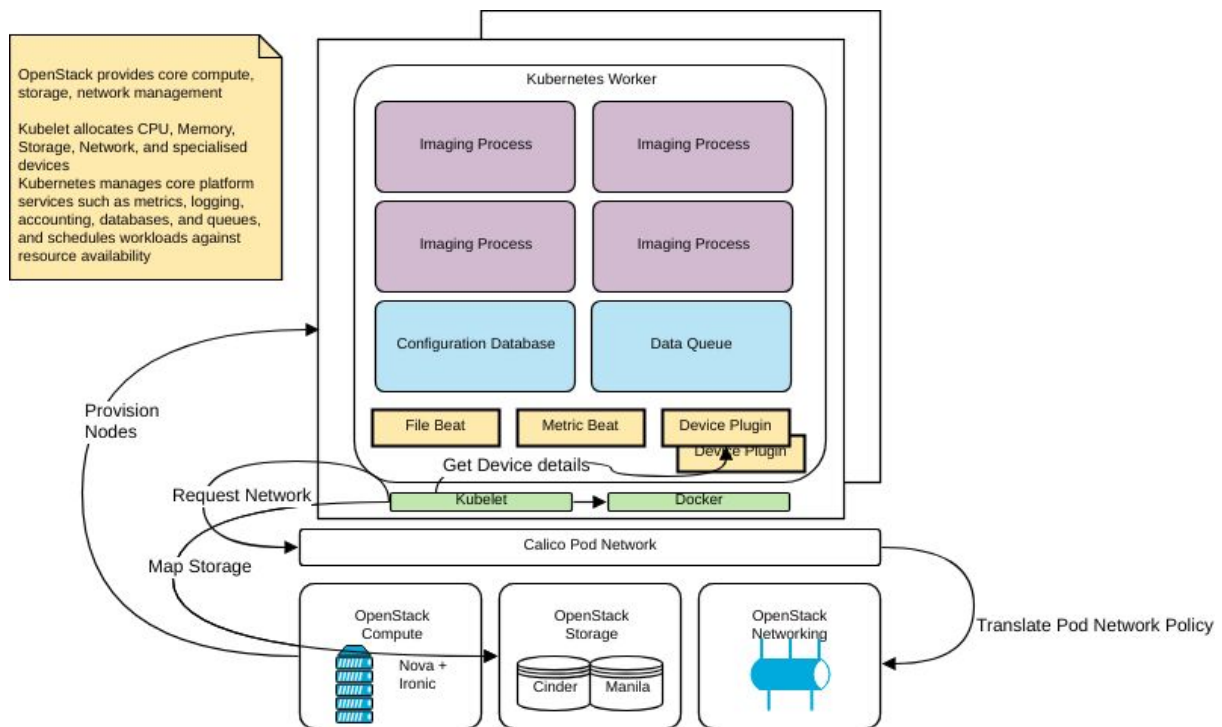 OpenStack provides core compute,
storage, network management
Kubelet allocates CPU, Memory,
Storage, Network, and specialised
devices
Kubernetes manages core platform
services such as metrics, logging,
accounting, databases, and queues,
and schedules workloads against
resource availability
Kubernetes Worker
Imaging Process
Imaging Process
Imaging Process
Imaging Process
Configuration Database
Data Queue
File Beat
Metric Beat
Device Plugin
Device Plugin
Provision
Nodes
Get Device details
Request Network
Kubelet
Docker
Calico Pod Network
Map Storage
OpenStack
Compute
Nova +
Ironic
OpenStack
Storage
Cinder
Manila
OpenStack
Networking
Translate Pod Network Policy